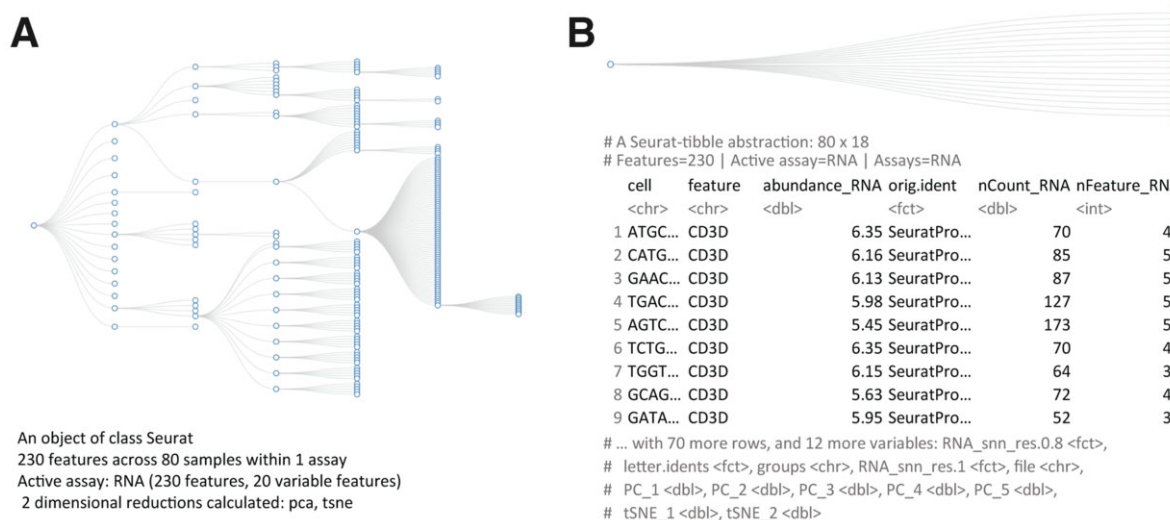 A
An object of class Seurat
230 features across 80 samples within 1 assay
Active assay: RNA (230 features, 20 variable features)
2 dimensional reductions calculated: pca, tsne
B
# A Seurat-tibble abstraction: 80 x 18
# Features=230 | Active assay=RNA | Assays=RNA
cell feature abundance_RNA orig.ident nCount_RNA nFeature_RN
<chr> <chr> <dbl> <fct> <dbl> <int>
1 ATGC... CD3D 6.35 SeuratPro... 70 4
2 CATG... CD3D 6.16 SeuratPro... 85 5
3 GAAC... CD3D 6.13 SeuratPro... 87 5
4 TGAC... CD3D 5.98 SeuratPro... 127 5
5 AGTC... CD3D 5.45 SeuratPro... 173 5
6 TCTG... CD3D 6.35 SeuratPro... 70 4
7 TGGT... CD3D 6.15 SeuratPro... 64 3
8 GCAG... CD3D 5.63 SeuratPro... 72 4
9 GATA... CD3D 5.95 SeuratPro... 52 3
# ... with 70 more rows, and 12 more variables: RNA_snn_res.0.8 <fct>,
# letter.idents <fct>, groups <chr>, RNA_snn_res.1 <fct>, file <chr>,
# PC_1 <dbl>, PC_2 <dbl>, PC_3 <dbl>, PC_4 <dbl>, PC_5 <dbl>,
# tSNE_1 <dbl>, tSNE_2 <dbl>